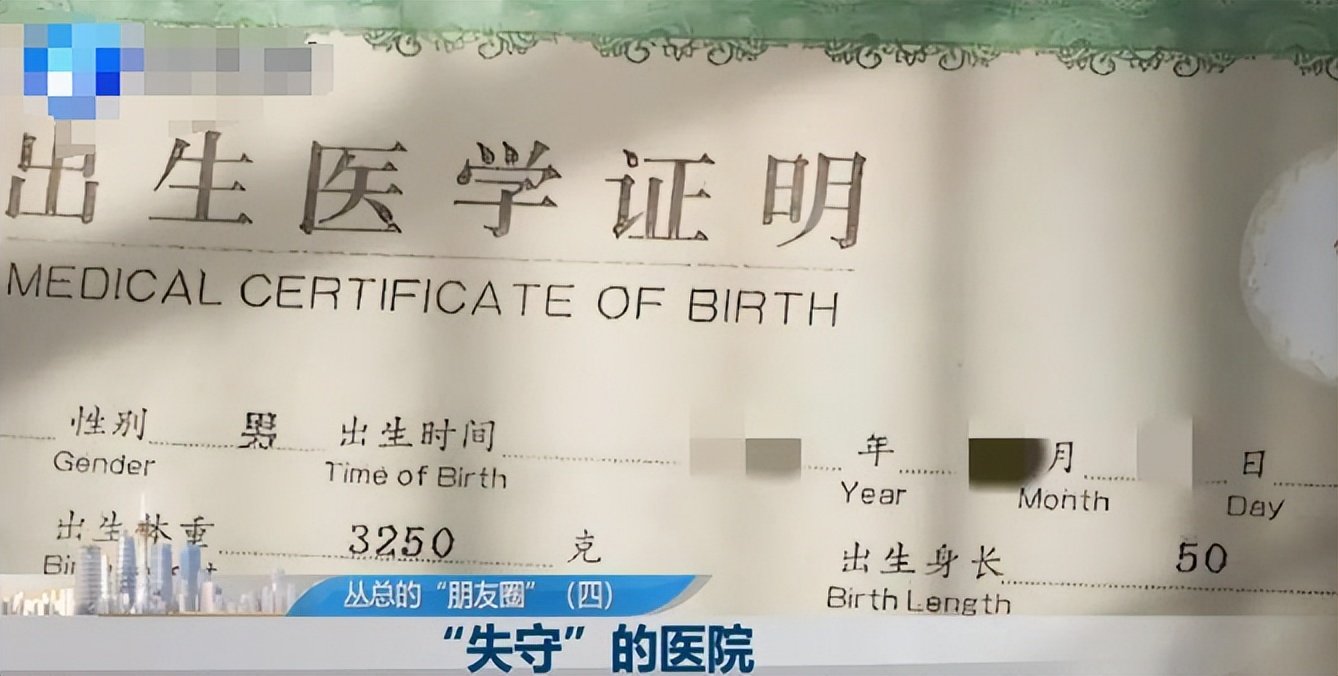 出生医学证明
MEDICAL CERTIFICATE OF BIRTH
性别 男 出生时间 年 月 日
Gender Time of Birth Year Month Day
出生体重 3250 克 出生身长 50
Birth Length
丛总的“朋友圈”（四）
“失守”的医院